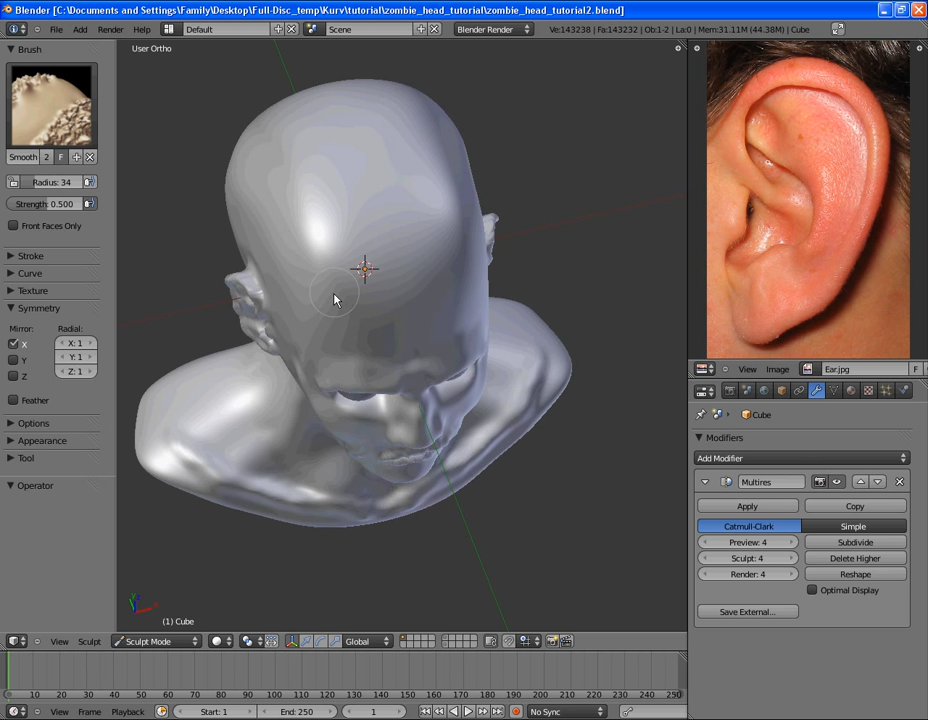 Blender [C:\Documents and Settings\Family\Desktop\Full-Disc_temp\Kurv\tutorial\zombie_head_tutorial\zombie_head_tutorial2.blend]
File Add Render Help Default Scene Blender Render Ve:143238 | Fa:143232 | Ob:1-2 | La:0 | Mem:31.11M (44.38M) | Cube
Brush
User Ortho
Smooth 2 F
Radius: 34
Strength: 0.500
Front Faces Only
Stroke
Curve
Texture
Symmetry
Mirror: Radial:
X X: 1
Y Y: 1
Z Z: 1
Feather
Options
Appearance
Tool
Operator
(1) Cube
View Image Ear.jpg F
Cube
Modifiers
Add Modifier
Multires
Apply Copy
Catmull-Clark Simple
Preview: 4 Subdivide
Sculpt: 4 Delete Higher
Render: 4 Reshape
Optimal Display
Save External...
View Sculpt Sculpt Mode Global
0 10 20 30 40 50 60 70 80 90 100 110 120 130 140 150 160 170 180 190 200 210 220 230 240 250
View Frame Playback Start: 1 End: 250 1 No Sync